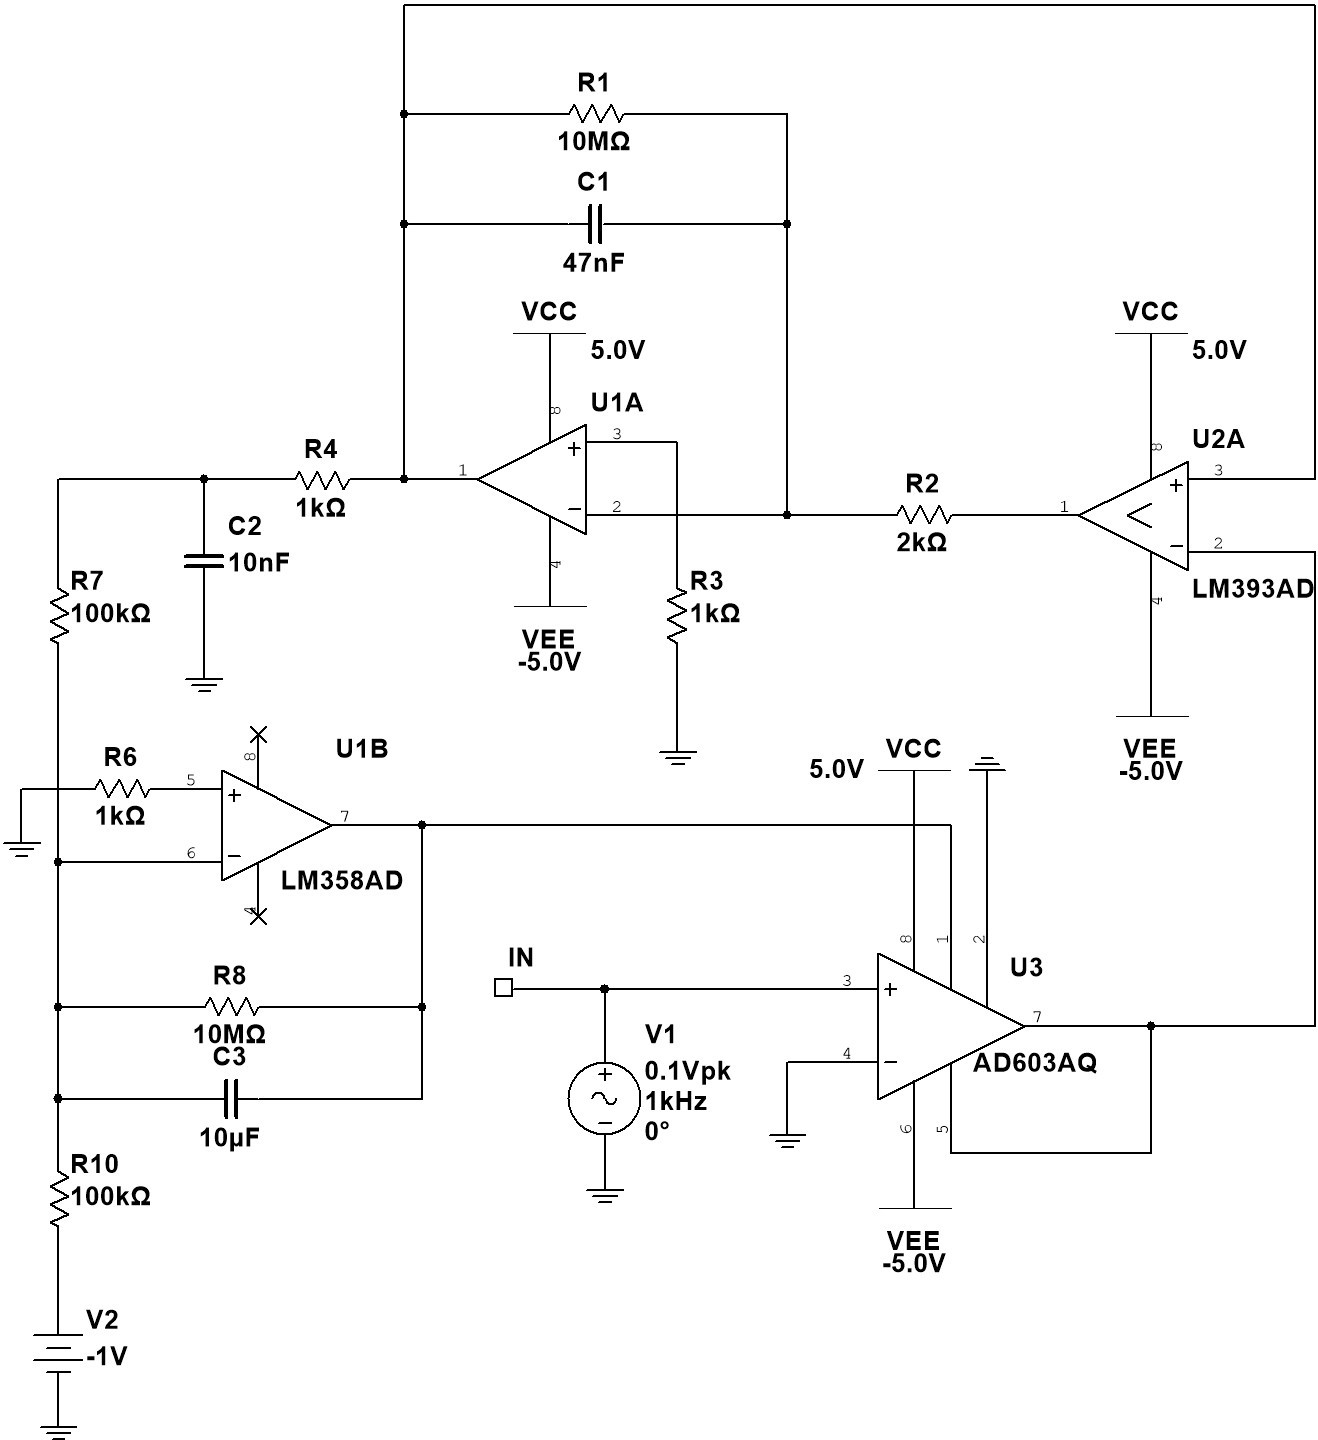 R1
10MΩ
C1
47nF
VCC
5.0V
8
U1A
3
+
1
−
2
4
VEE
-5.0V
R4
1kΩ
C2
10nF
R7
100kΩ
R3
1kΩ
R2
2kΩ
VCC
5.0V
8
U2A
3
+
1
−
2
LM393AD
4
VEE
-5.0V
R6
1kΩ
5
8
U1B
+
7
6
−
LM358AD
4
R8
10MΩ
C3
10µF
R10
100kΩ
V2
-1V
IN
V1
0.1Vpk
1kHz
0°
+
−
VCC
5.0V
8
1
2
U3
3
+
7
4
−
AD603AQ
6
5
VEE
-5.0V